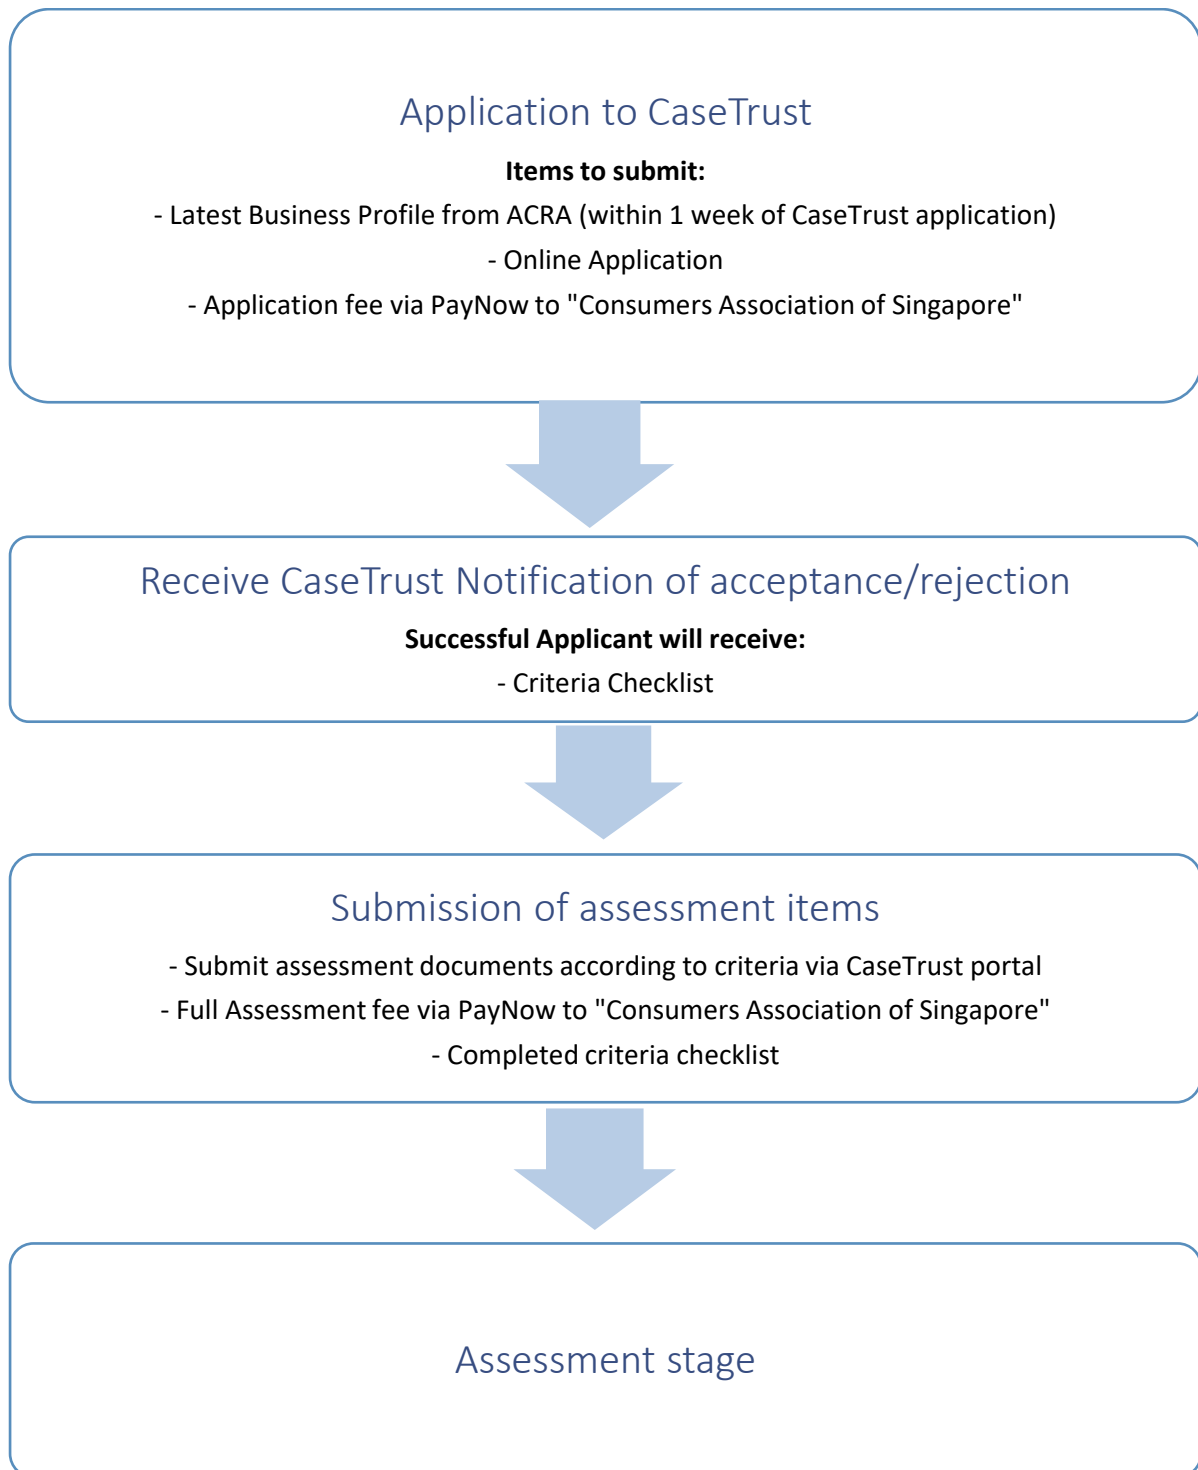 Application to CaseTrust
Items to submit:
- Latest Business Profile from ACRA (within 1 week of CaseTrust application)
- Online Application
- Application fee via PayNow to "Consumers Association of Singapore"
Receive CaseTrust Notification of acceptance/rejection
Successful Applicant will receive:
- Criteria Checklist
Submission of assessment items
- Submit assessment documents according to criteria via CaseTrust portal
- Full Assessment fee via PayNow to "Consumers Association of Singapore"
- Completed criteria checklist
Assessment stage